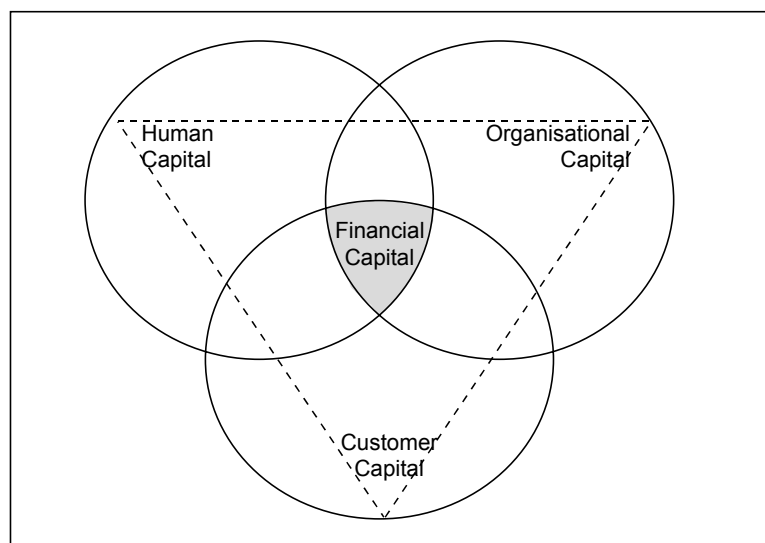 Human
Capital
Organisational
Capital
Financial
Capital
Customer
Capital